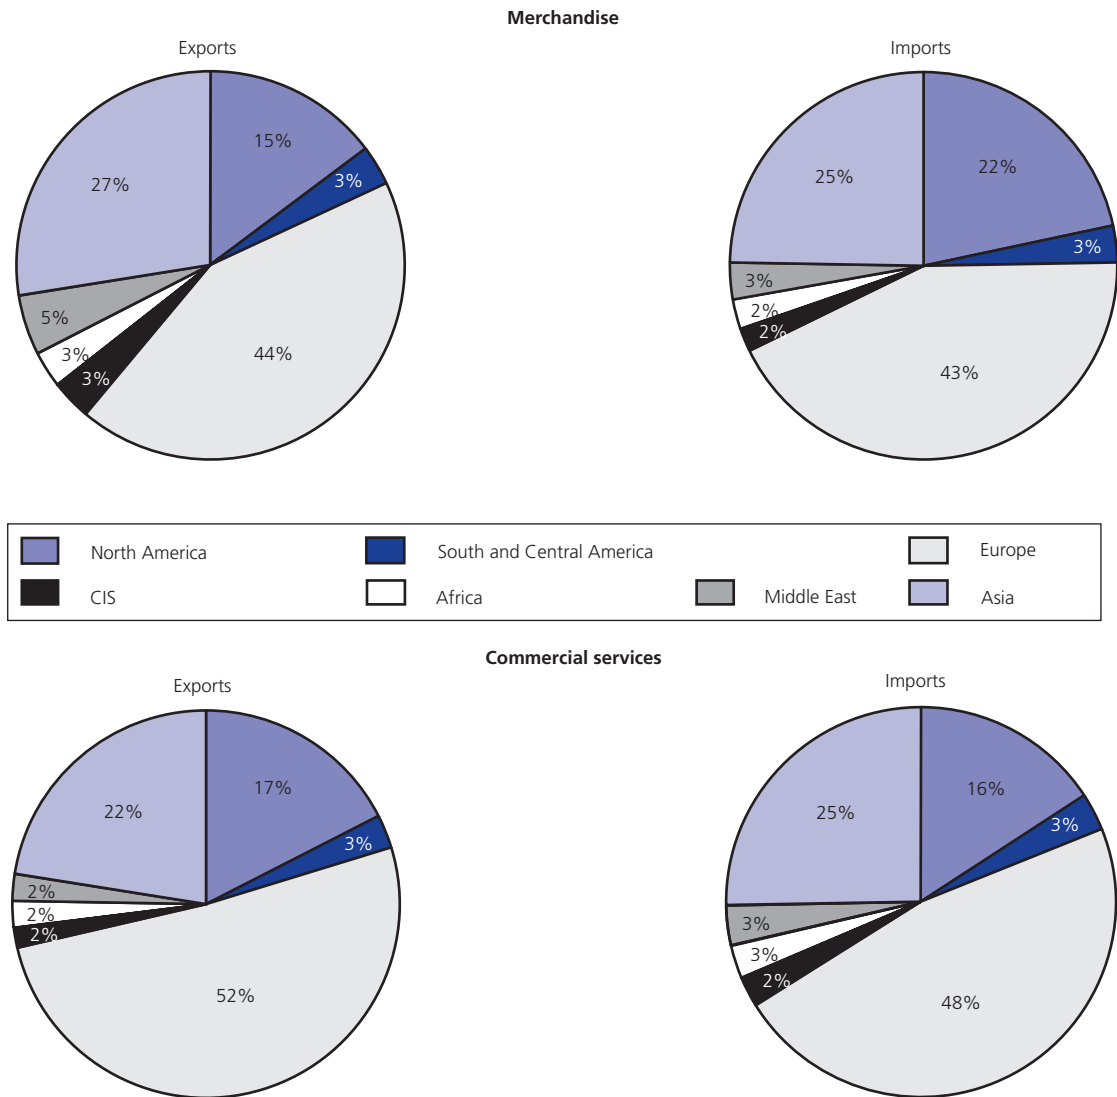 Merchandise
Exports
Imports
15%
3%
44%
3%
3%
5%
27%
22%
3%
43%
2%
2%
3%
25%
North America
South and Central America
Europe
CIS
Africa
Middle East
Asia
Commercial services
Exports
Imports
17%
3%
52%
2%
2%
2%
22%
16%
3%
48%
2%
3%
3%
25%